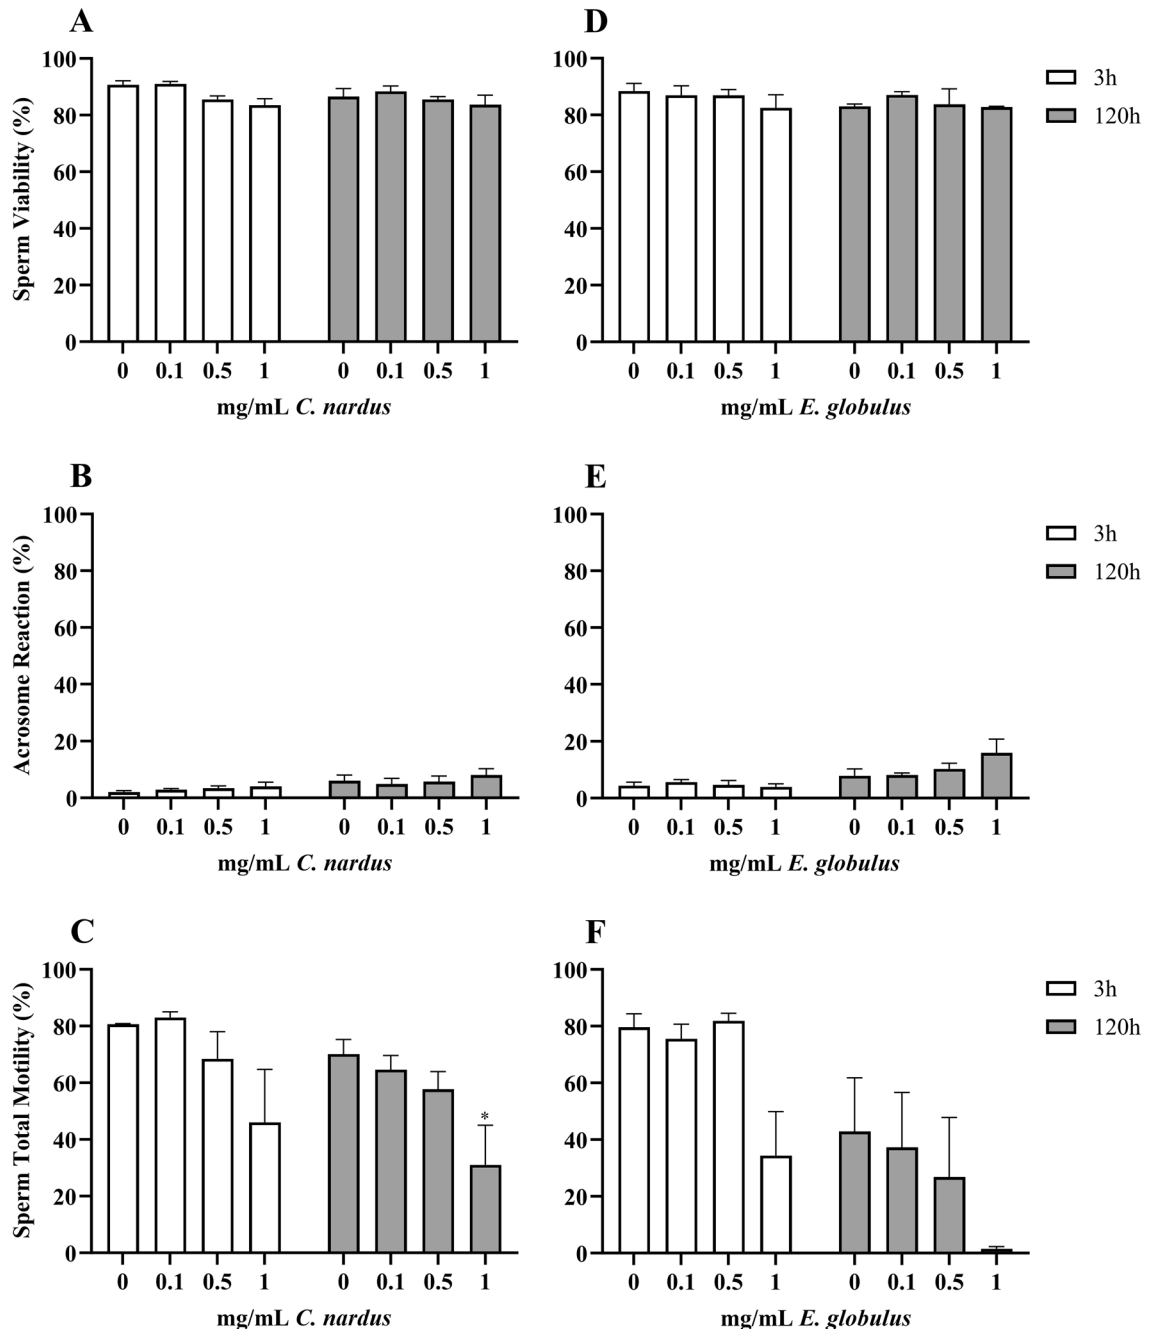 A
Sperm Viability (%)
100
80
60
40
20
0
0 0.1 0.5 1 0 0.1 0.5 1
mg/mL C. nardus
D
100
80
60
40
20
0
0 0.1 0.5 1 0 0.1 0.5 1
mg/mL E. globulus
3h
120h
B
Acrosome Reaction (%)
100
80
60
40
20
0
0 0.1 0.5 1 0 0.1 0.5 1
mg/mL C. nardus
E
100
80
60
40
20
0
0 0.1 0.5 1 0 0.1 0.5 1
mg/mL E. globulus
3h
120h
C
Sperm Total Motility (%)
100
80
60
40
20
0
*
0 0.1 0.5 1 0 0.1 0.5 1
mg/mL C. nardus
F
100
80
60
40
20
0
0 0.1 0.5 1 0 0.1 0.5 1
mg/mL E. globulus
3h
120h